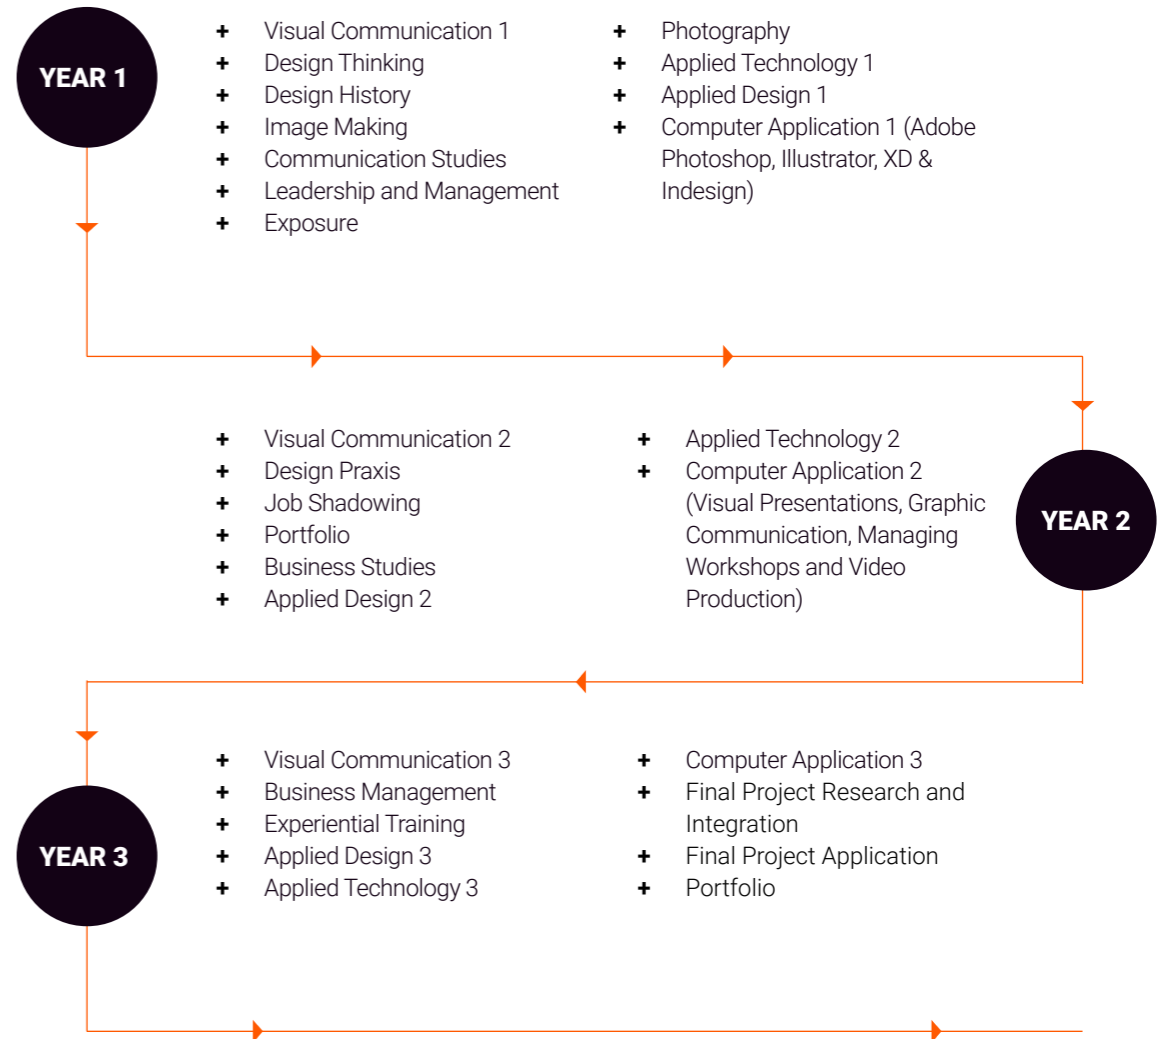 YEAR 1
+ Visual Communication 1
+ Design Thinking
+ Design History
+ Image Making
+ Communication Studies
+ Leadership and Management
+ Exposure
+ Photography
+ Applied Technology 1
+ Applied Design 1
+ Computer Application 1 (Adobe
Photoshop, Illustrator, XD &
Indesign)
+ Visual Communication 2
+ Design Praxis
+ Job Shadowing
+ Portfolio
+ Business Studies
+ Applied Design 2
+ Applied Technology 2
+ Computer Application 2
(Visual Presentations, Graphic
Communication, Managing
Workshops and Video
Production)
YEAR 2
YEAR 3
+ Visual Communication 3
+ Business Management
+ Experiential Training
+ Applied Design 3
+ Applied Technology 3
+ Computer Application 3
+ Final Project Research and
Integration
+ Final Project Application
+ Portfolio